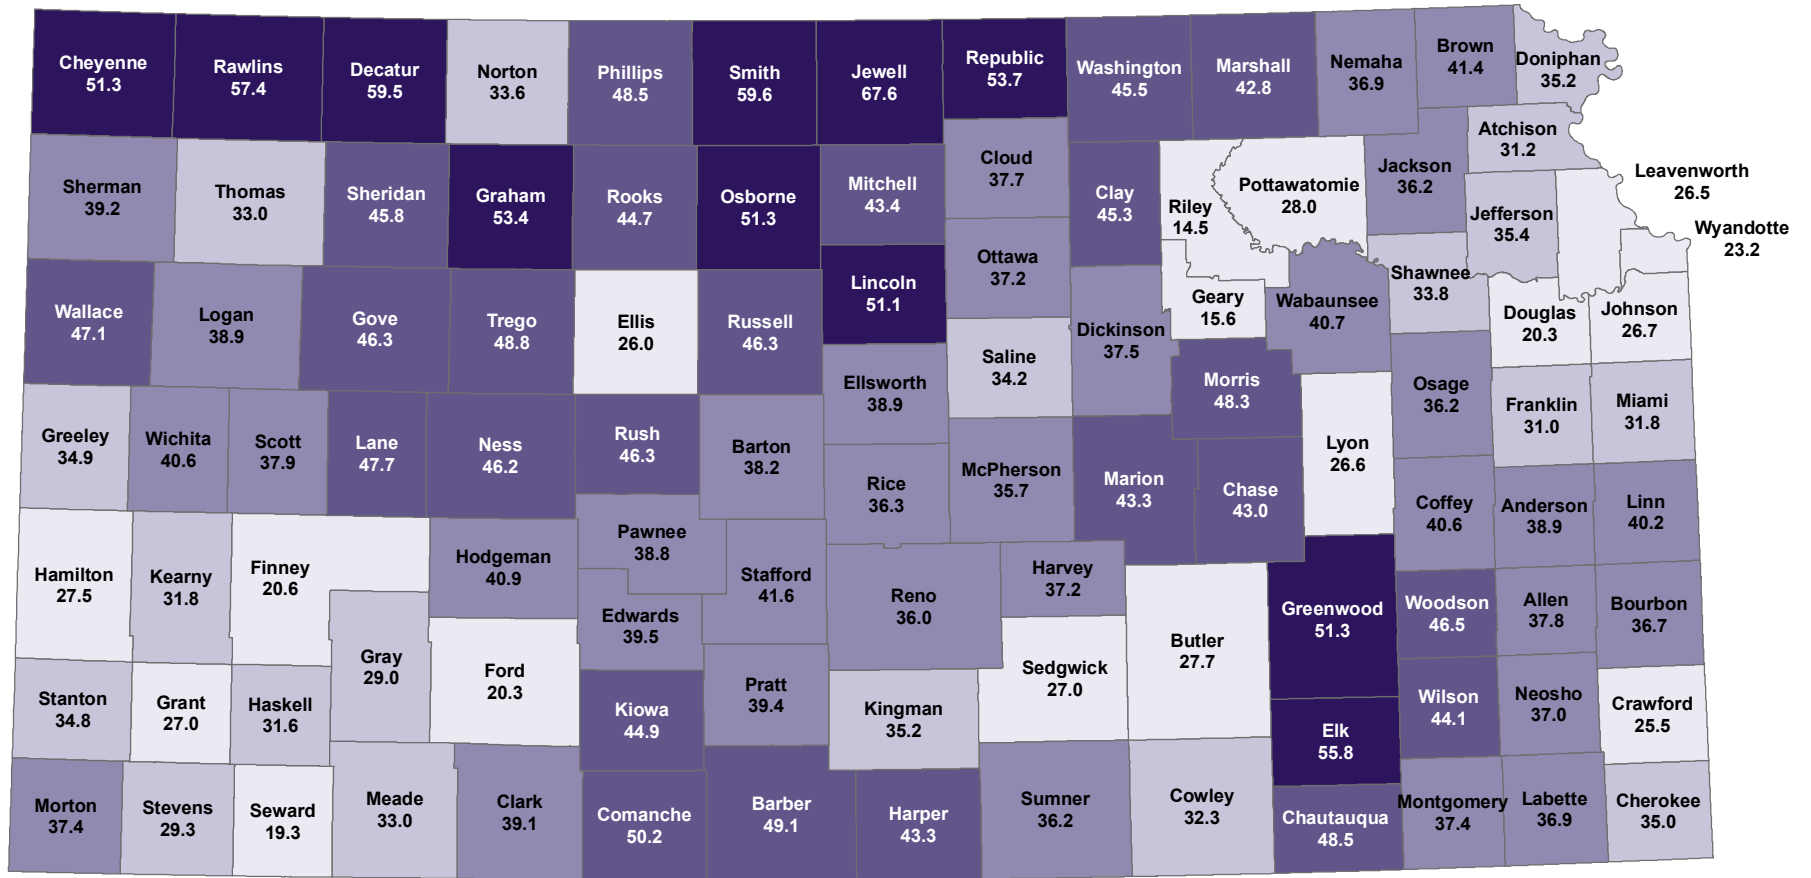 Cheyenne
51.3
Rawlins
57.4
Decatur
59.5
Norton
33.6
Phillips
48.5
Smith
59.6
Jewell
67.6
Republic
53.7
Washington
45.5
Marshall
42.8
Nemaha
36.9
Brown
41.4
Doniphan
35.2
Sherman
39.2
Thomas
33.0
Sheridan
45.8
Graham
53.4
Rooks
44.7
Osborne
51.3
Mitchell
43.4
Cloud
37.7
Clay
45.3
Riley
14.5
Pottawatomie
28.0
Jackson
36.2
Atchison
31.2
Jefferson
35.4
Leavenworth
26.5
Wyandotte
23.2
Wallace
47.1
Logan
38.9
Gove
46.3
Trego
48.8
Ellis
26.0
Russell
46.3
Lincoln
51.1
Ottawa
37.2
Saline
34.2
Dickinson
37.5
Geary
15.6
Wabaunsee
40.7
Shawnee
33.8
Douglas
20.3
Johnson
26.7
Greeley
34.9
Wichita
40.6
Scott
37.9
Lane
47.7
Ness
46.2
Rush
46.3
Barton
38.2
Ellsworth
38.9
Rice
36.3
McPherson
35.7
Marion
43.3
Morris
48.3
Chase
43.0
Lyon
26.6
Osage
36.2
Franklin
31.0
Miami
31.8
Coffey
40.6
Anderson
38.9
Linn
40.2
Hamilton
27.5
Kearny
31.8
Finney
20.6
Hodgeman
40.9
Pawnee
38.8
Edwards
39.5
Stafford
41.6
Reno
36.0
Harvey
37.2
Butler
27.7
Greenwood
51.3
Woodson
46.5
Allen
37.8
Bourbon
36.7
Stanton
34.8
Grant
27.0
Haskell
31.6
Gray
29.0
Ford
20.3
Kiowa
44.9
Pratt
39.4
Kingman
35.2
Sedgwick
27.0
Elk
55.8
Wilson
44.1
Neosho
37.0
Crawford
25.5
Morton
37.4
Stevens
29.3
Seward
19.3
Meade
33.0
Clark
39.1
Comanche
50.2
Barber
49.1
Harper
43.3
Sumner
36.2
Cowley
32.3
Chautauqua
48.5
Montgomery
37.4
Labette
36.9
Cherokee
35.0